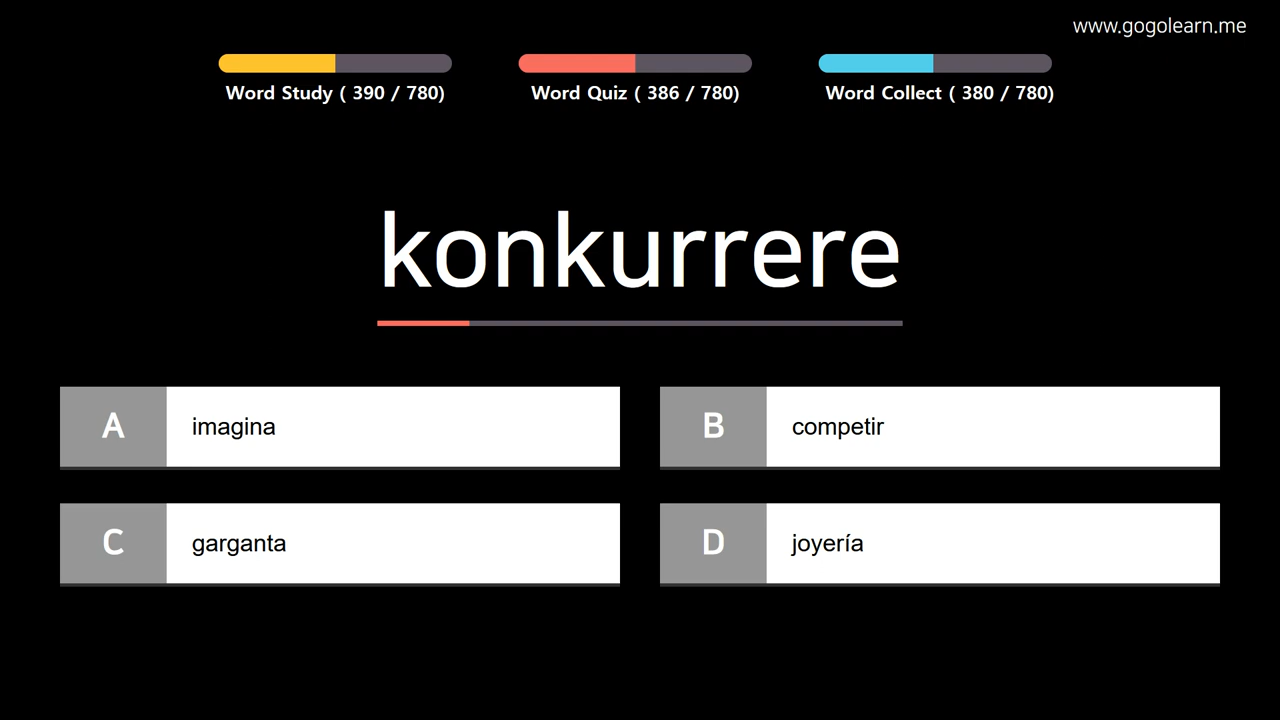 www.gogolearn.me
Word Study ( 390 / 780)
Word Quiz ( 386 / 780)
Word Collect ( 380 / 780)
konkurrere
A imagina
B competir
C garganta
D joyería